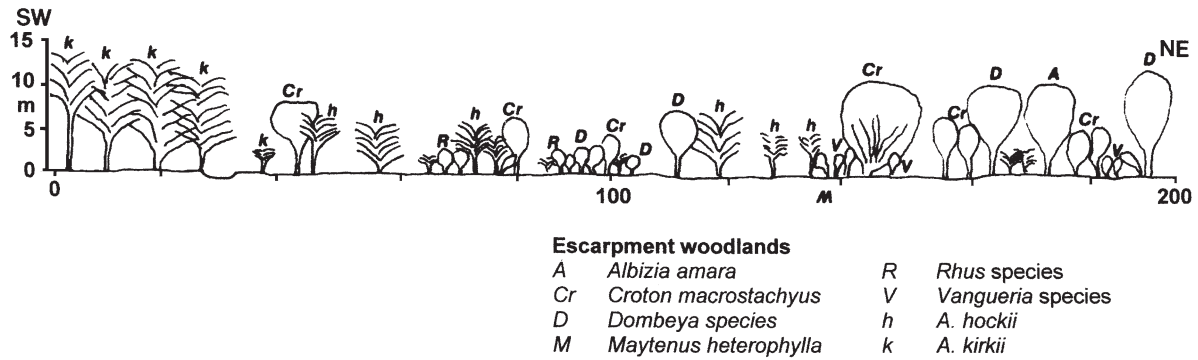 SW
15
10
m
5
0
k k k k
k Cr h h R h Cr R D Cr D D h h h V Cr V Cr D A Cr V D NE
0 100 M 200
Escarpment woodlands
A Albizia amara R Rhus species
Cr Croton macrostachyus V Vangueria species
D Dombeya species h A. hockii
M Maytenus heterophylla k A. kirkii